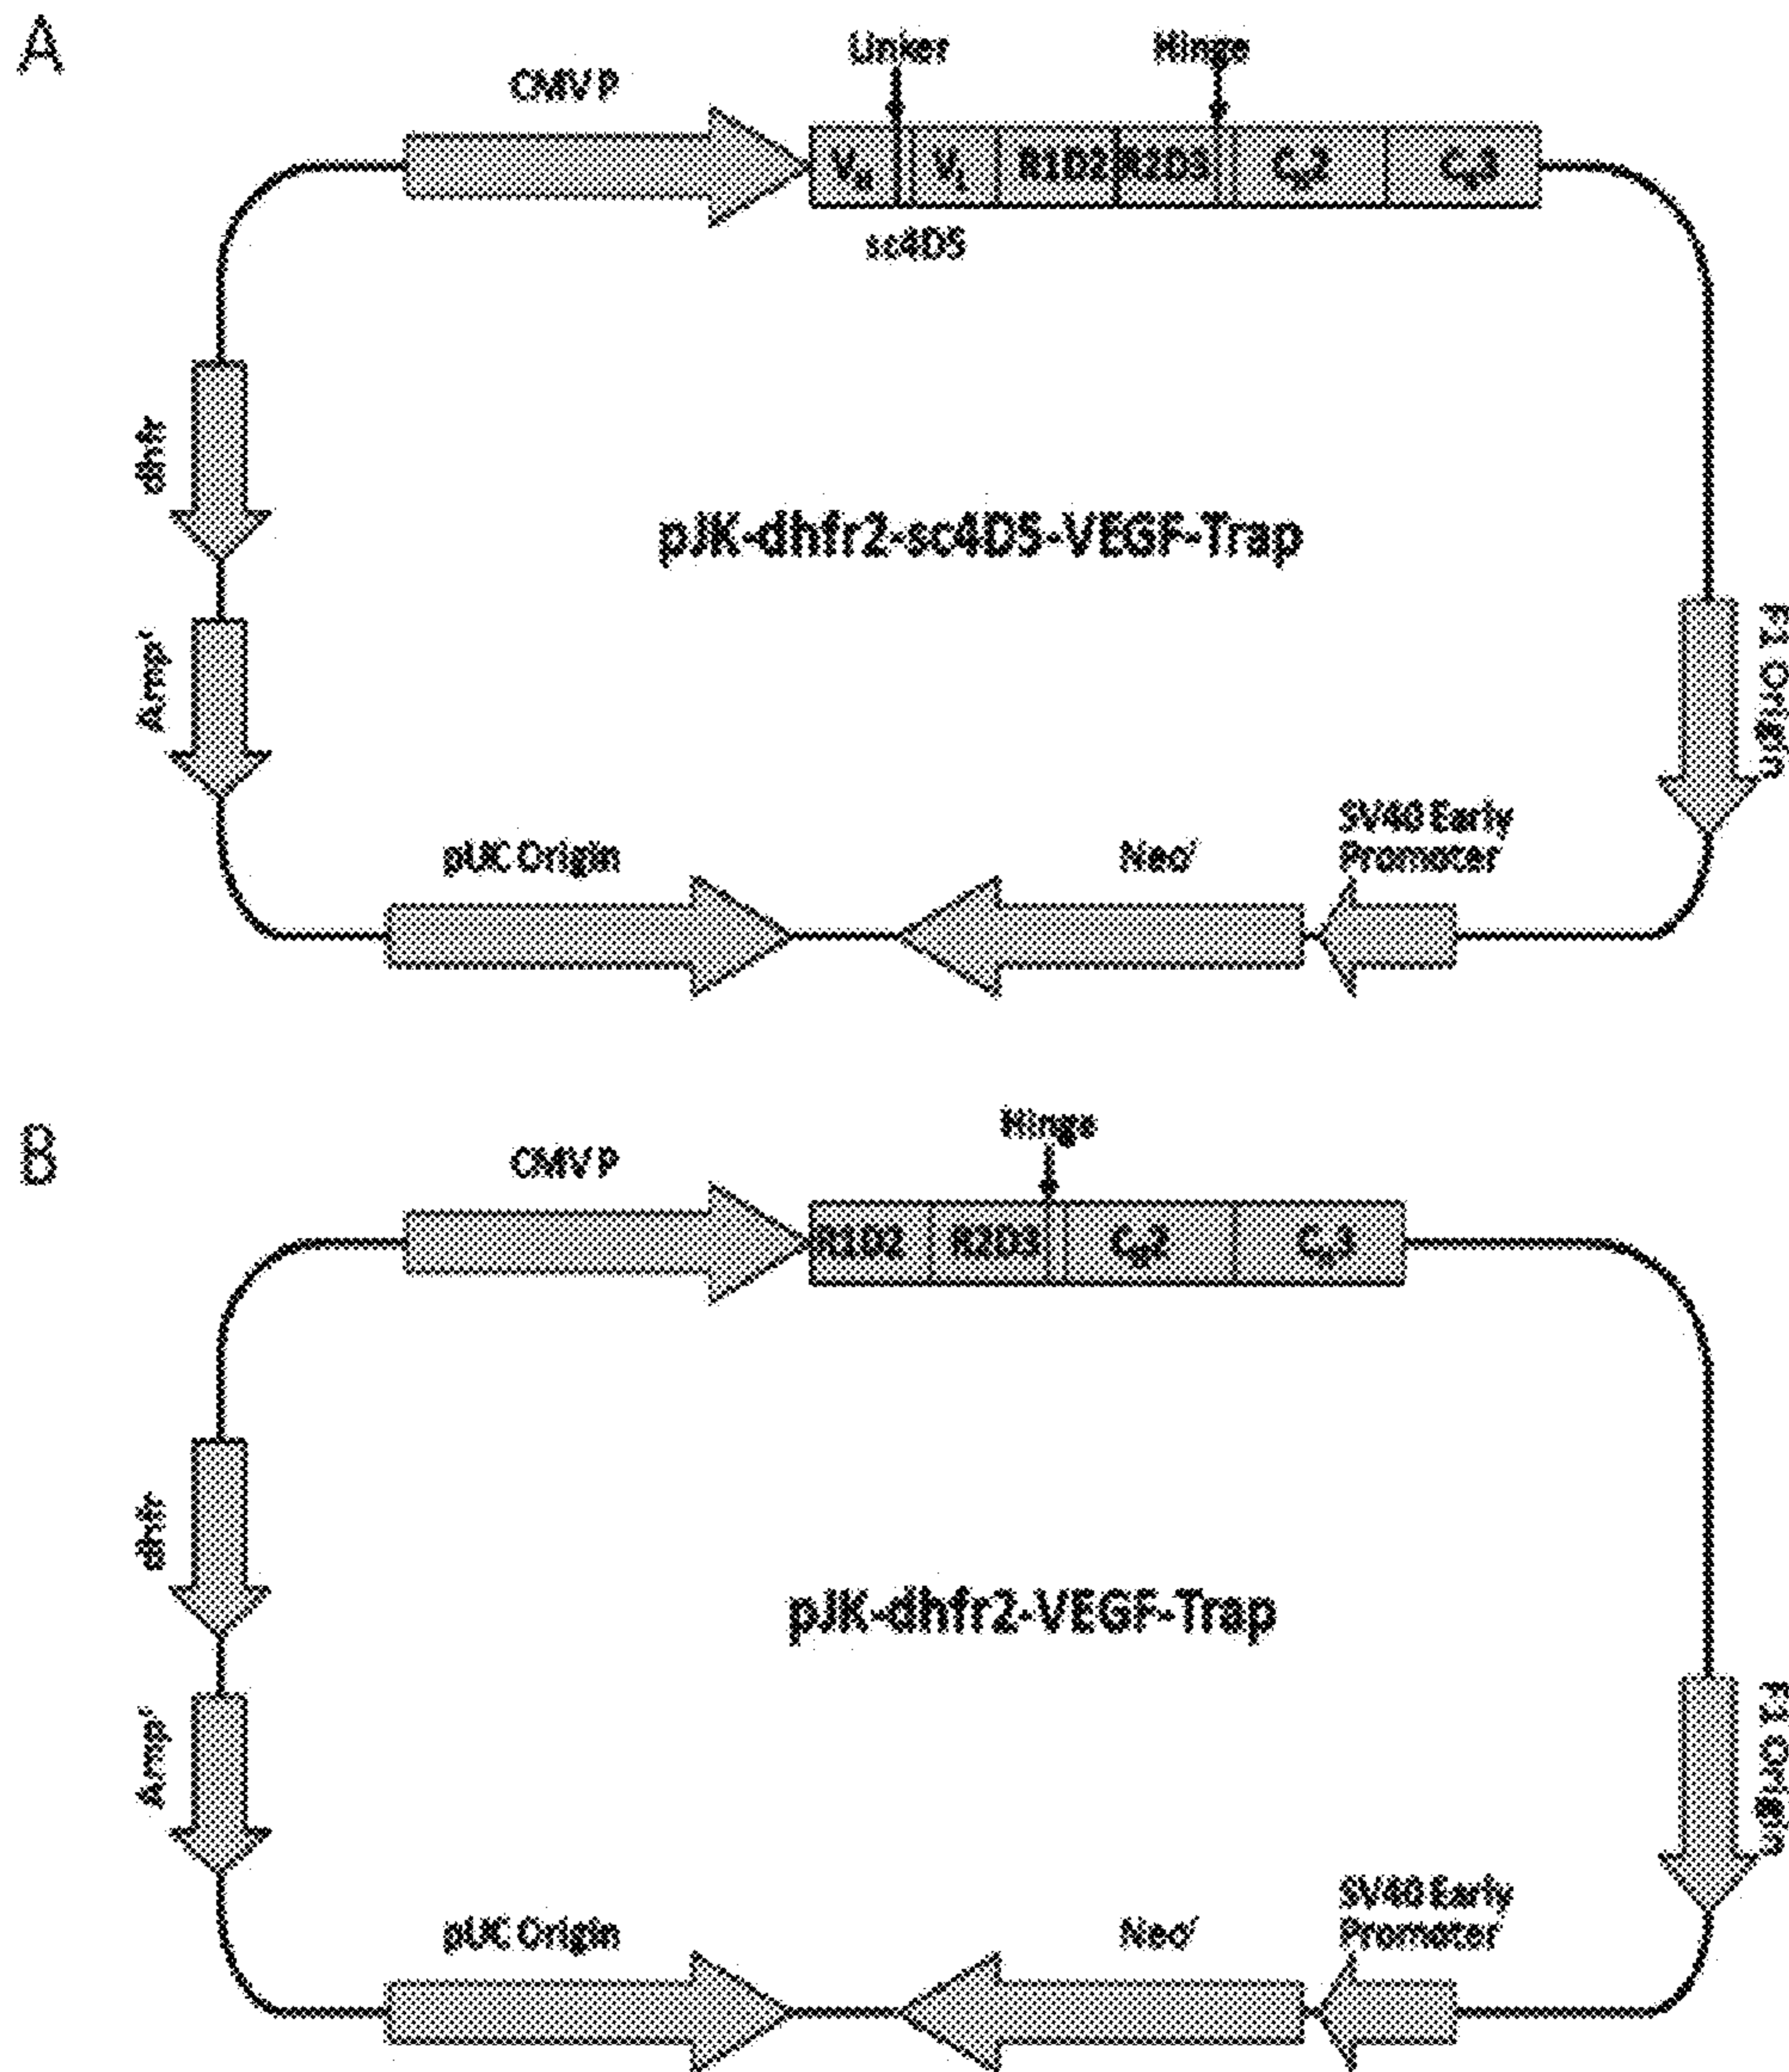 A
Linker
Hinge
CMV P
VH VL R1D2 R2D3 CH2 CH3
sc4D5
dhfr
pJK-dhfr2-sc4D5-VEGF-Trap
Ampr
F1 Origin
SV40 Early
Promoter
pUC Origin
Neor
B
Hinge
CMV P
R1D2 R2D3 CH2 CH3
dhfr
pJK-dhfr2-VEGF-Trap
Ampr
F1 Origin
SV40 Early
Promoter
pUC Origin
Neor